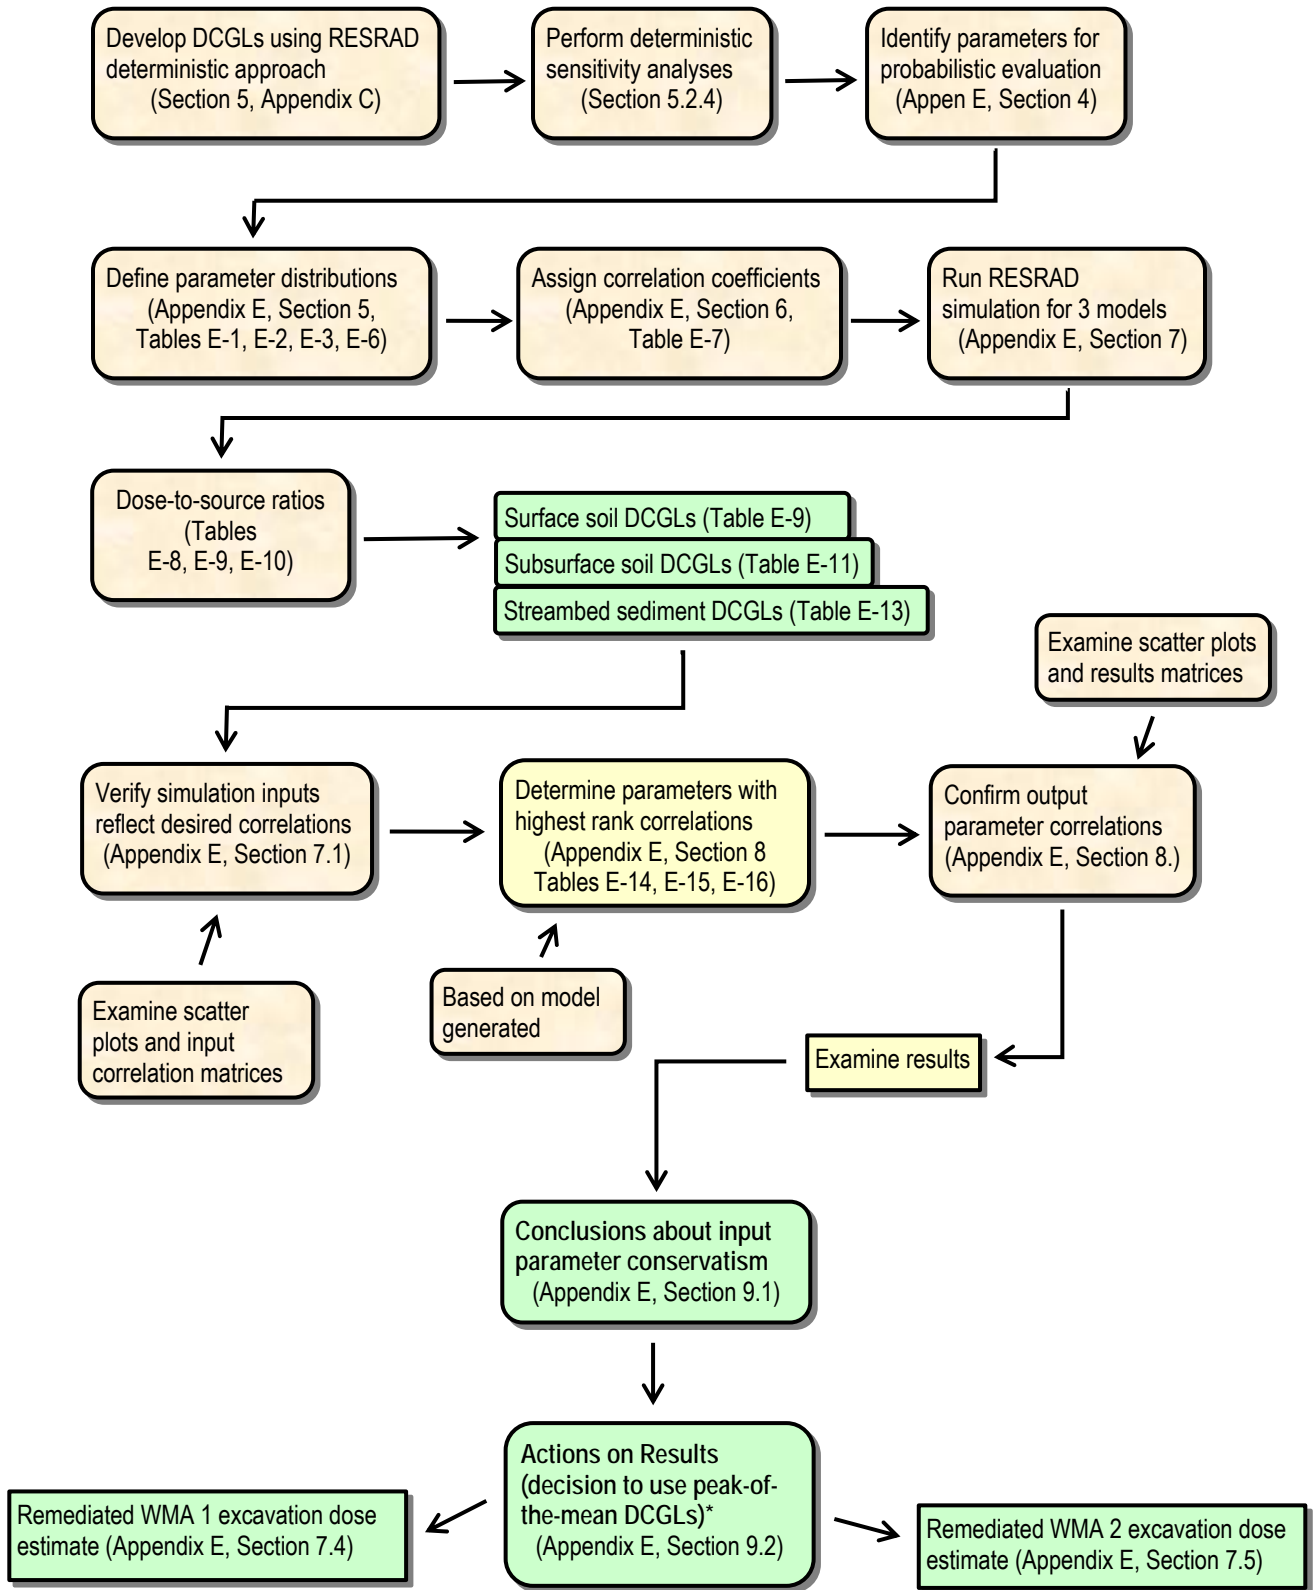 Develop DCGLs using RESRAD
deterministic approach
(Section 5, Appendix C)
Perform deterministic
sensitivity analyses
(Section 5.2.4)
Identify parameters for
probabilistic evaluation
(Appen E, Section 4)
Define parameter distributions
(Appendix E, Section 5,
Tables E-1, E-2, E-3, E-6)
Assign correlation coefficients
(Appendix E, Section 6,
Table E-7)
Run RESRAD
simulation for 3 models
(Appendix E, Section 7)
Dose-to-source ratios
(Tables
E-8, E-9, E-10)
Surface soil DCGLs (Table E-9)
Subsurface soil DCGLs (Table E-11)
Streambed sediment DCGLs (Table E-13)
Examine scatter plots
and results matrices
Verify simulation inputs
reflect desired correlations
(Appendix E, Section 7.1)
Determine parameters with
highest rank correlations
(Appendix E, Section 8
Tables E-14, E-15, E-16)
Confirm output
parameter correlations
(Appendix E, Section 8.)
Examine scatter
plots and input
correlation matrices
Based on model
generated
Examine results
Conclusions about input
parameter conservatism
(Appendix E, Section 9.1)
Actions on Results
(decision to use peak-of-
the-mean DCGLs)*
(Appendix E, Section 9.2)
Remediated WMA 1 excavation dose
estimate (Appendix E, Section 7.4)
Remediated WMA 2 excavation dose
estimate (Appendix E, Section 7.5)